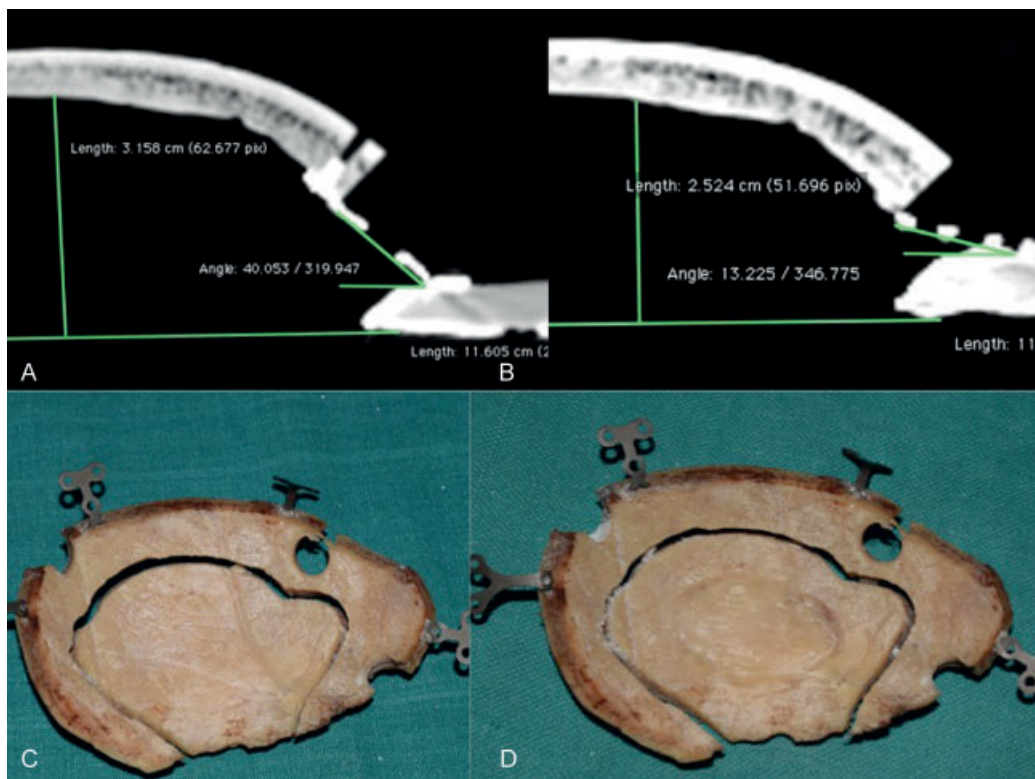 Length: 3.158 cm (62.677 pix)
Angle: 40.053 / 319.947
Length: 11.605 cm (2
A
Length: 2.524 cm (51.696 pix)
Angle: 13.225 / 346.775
Length: 11
B
C
D